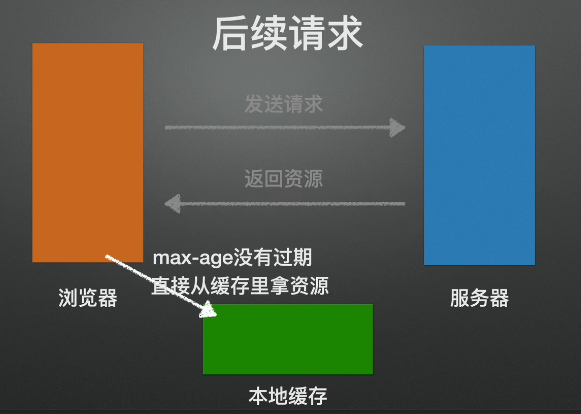 后续请求
发送请求
返回资源
max-age没有过期
直接从缓存里拿资源
浏览器
服务器
本地缓存